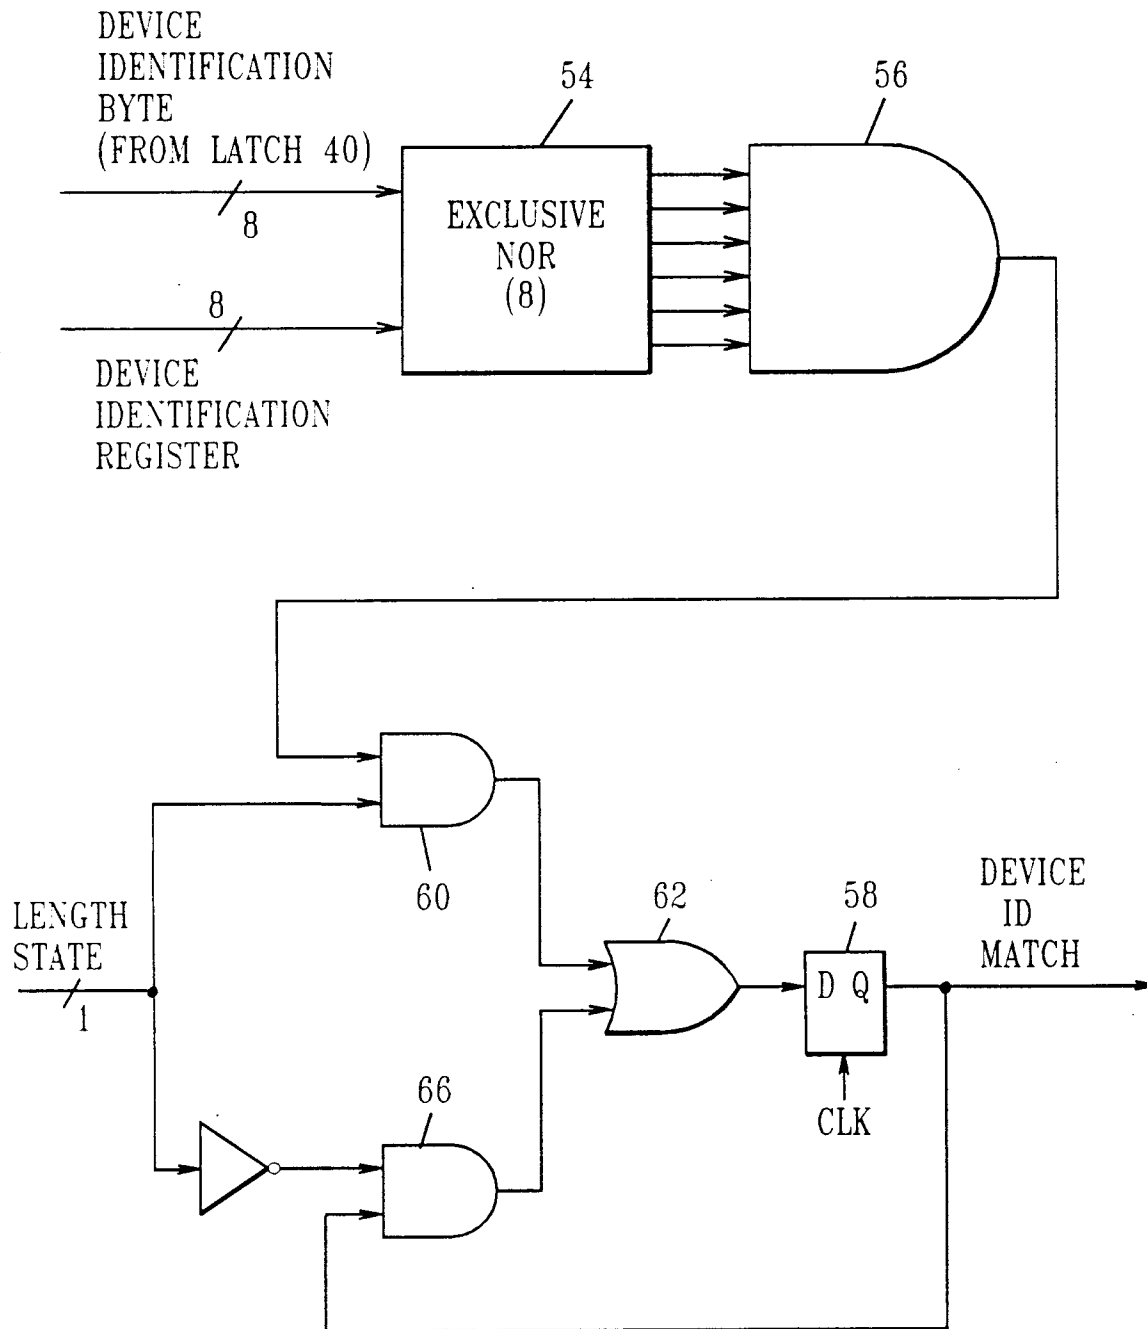 DEVICE
IDENTIFICATION
BYTE
(FROM LATCH 40)
8
8
DEVICE
IDENTIFICATION
REGISTER
54
EXCLUSIVE
NOR
(8)
56
60
LENGTH
STATE
1
62
58
D Q
CLK
DEVICE
ID
MATCH
66